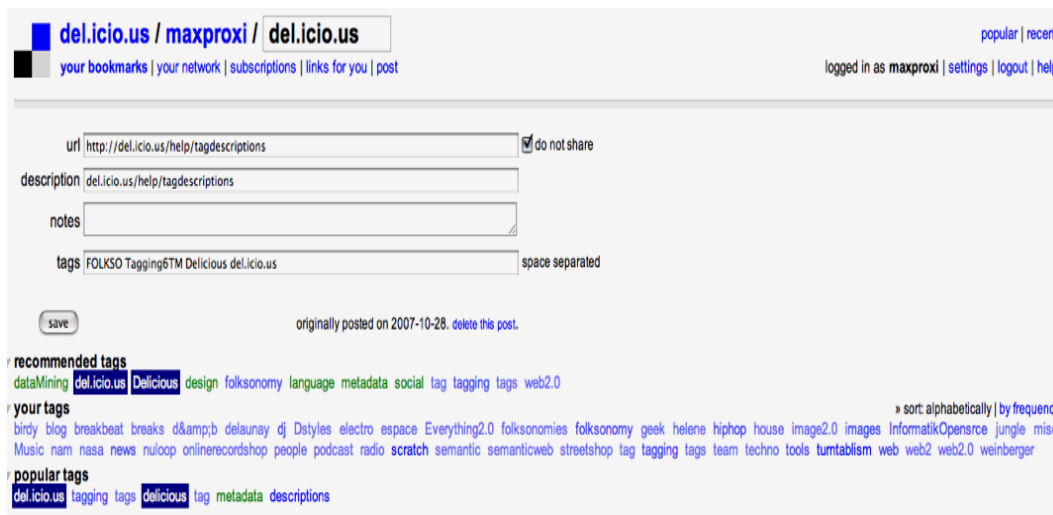 del.icio.us / maxproxi / del.icio.us
popular | recen
your bookmarks | your network | subscriptions | links for you | post
logged in as maxproxi | settings | logout | help
url http://del.icio.us/help/tagdescriptions do not share
description del.icio.us/help/tagdescriptions
notes
tags FOLKSO Tagging6TM Delicious del.icio.us space separated
save originally posted on 2007-10-28. delete this post.
recommended tags
dataMining del.icio.us Delicious design folksonomy language metadata social tag tagging tags web2.0
your tags » sort: alphabetically | by frequenc
birdy blog breakbeat breaks d&amp;b delaunay dj Dstyles electro espace Everything2.0 folksonomies folksonomy geek helene hiphop house image2.0 images InformatikOpensrce jungle misc
Music nam nasa news nuloop onlinerecordshop people podcast radio scratch semantic semanticweb streetshop tag tagging tags team techno tools turntablism web web2 web2.0 weinberger
popular tags
del.icio.us tagging tags delicious tag metadata descriptions